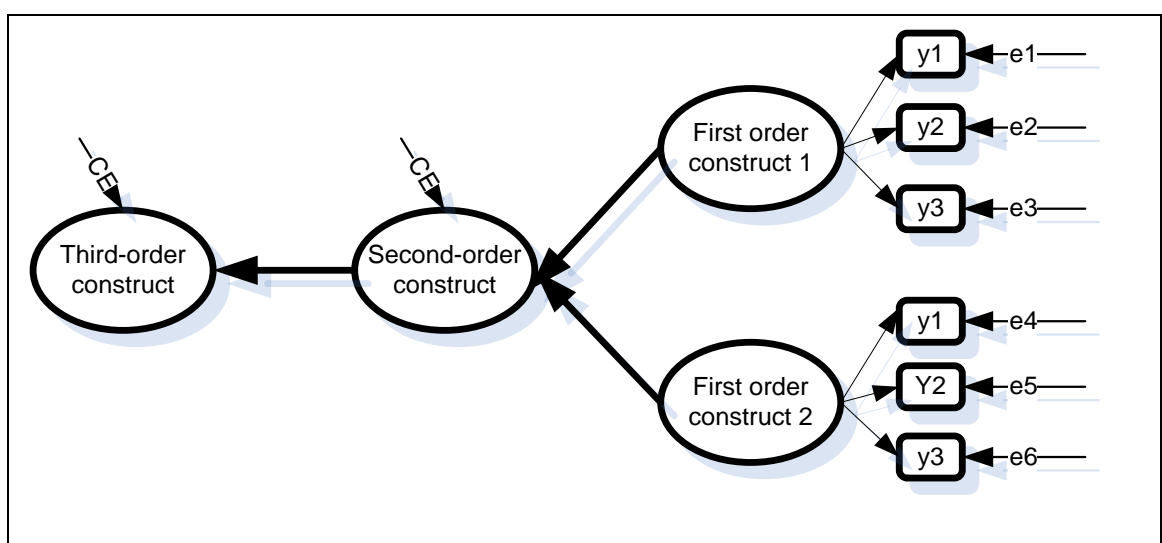 y1
e1
First order
construct 1
y2
e2
y3
e3
CE
CE
Third-order
construct
Second-order
construct
y1
e4
First order
construct 2
Y2
e5
y3
e6